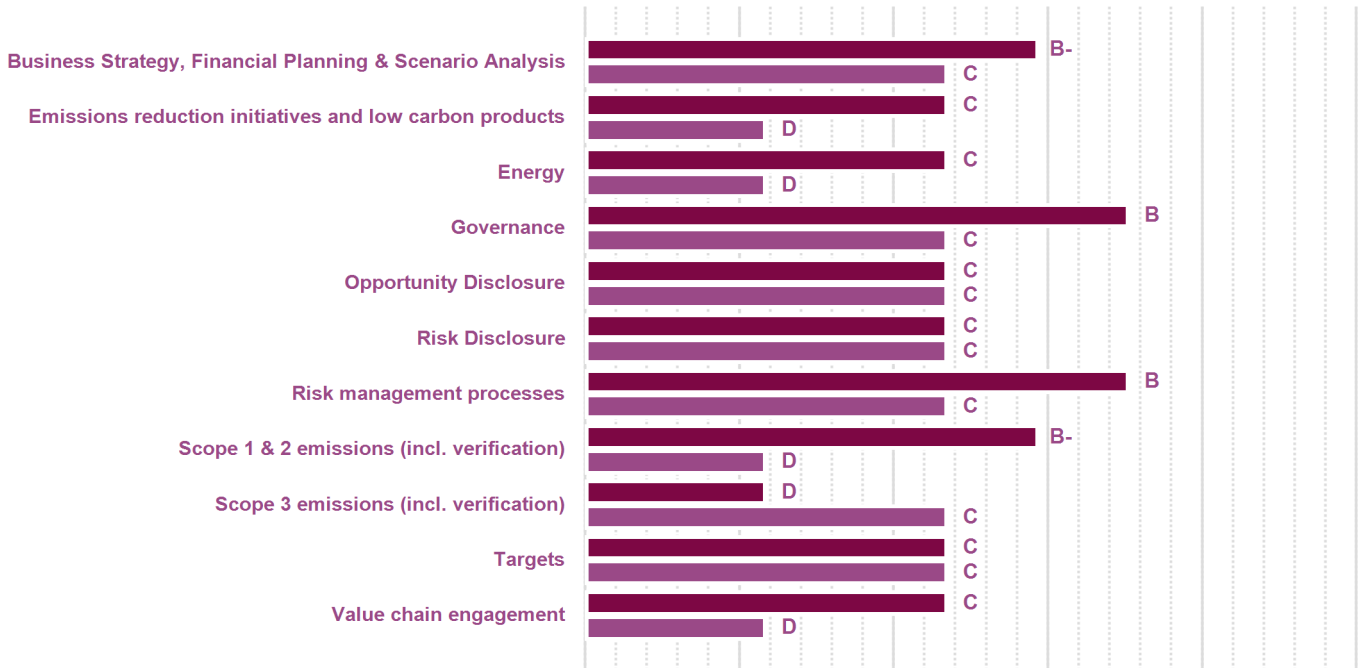 Business Strategy, Financial Planning & Scenario Analysis
B-
C
Emissions reduction initiatives and low carbon products
C
D
Energy
C
D
Governance
B
C
Opportunity Disclosure
C
C
Risk Disclosure
C
C
Risk management processes
B
C
Scope 1 & 2 emissions (incl. verification)
B-
D
Scope 3 emissions (incl. verification)
D
C
Targets
C
C
Value chain engagement
C
D